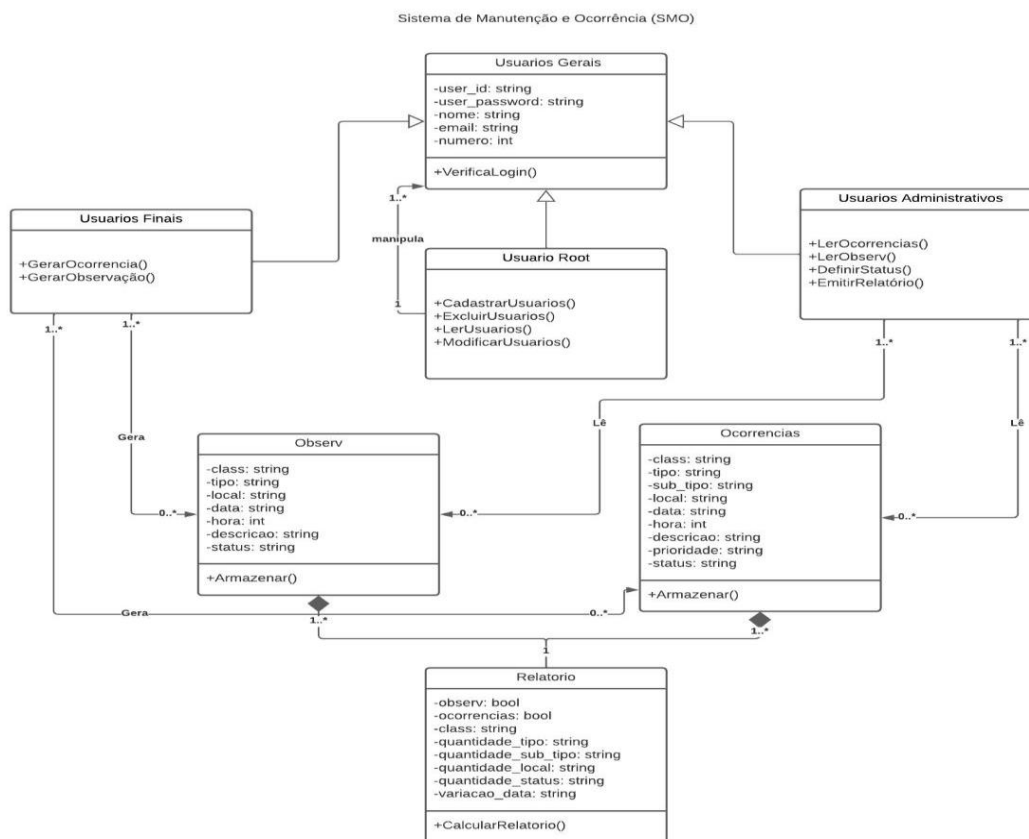 Sistema de Manutenção e Ocorrência (SMO)
Usuarios Gerais
-user_id: string
-user_password: string
-nome: string
-email: string
-numero: int
+VerificaLogin()
Usuarios Finais
+GerarOcorrencia()
+GerarObservação()
1..*
manipula
1
Usuario Root
+CadastrarUsuarios()
+ExcluirUsuarios()
+LerUsuarios()
+ModificarUsuarios()
Usuarios Administrativos
+LerOcorrencias()
+LerObserv()
+DefinirStatus()
+EmitirRelatório()
1..*
1..*
1..*
1..*
Gera
Lê
Lê
0..*
0..*
0..*
Observ
-class: string
-tipo: string
-local: string
-data: string
-hora: int
-descricao: string
-status: string
+Armazenar()
Ocorrencias
-class: string
-tipo: string
-sub_tipo: string
-local: string
-data: string
-hora: int
-descricao: string
-prioridade: string
-status: string
+Armazenar()
Gera
0..*
1..*
1..*
1
Relatorio
-observ: bool
-ocorrencias: bool
-class: string
-quantidade_tipo: string
-quantidade_sub_tipo: string
-quantidade_local: string
-quantidade_status: string
-variacao_data: string
+CalcularRelatorio()